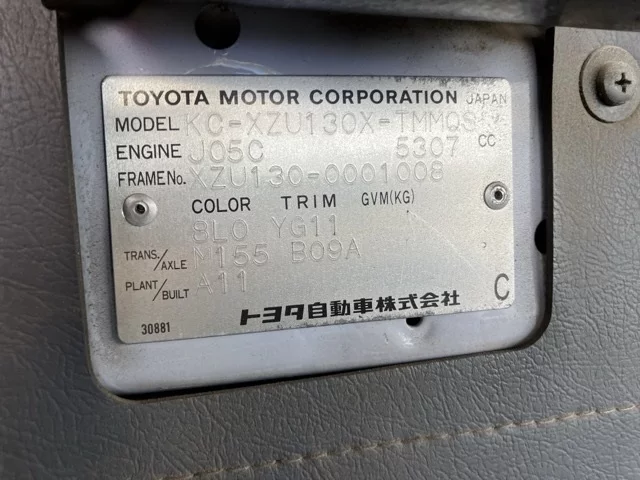 TOYOTA MOTOR CORPORATION JAPAN
MODEL KC-XZU130X-TMMQS
ENGINE J05C 5307 CC
FRAME No. XZU130-0001008
COLOR TRIM GVM(KG)
8L0 YG11
TRANS./AXLE M155 B09A
PLANT/BUILT A11
トヨタ自動車株式会社 C
30881